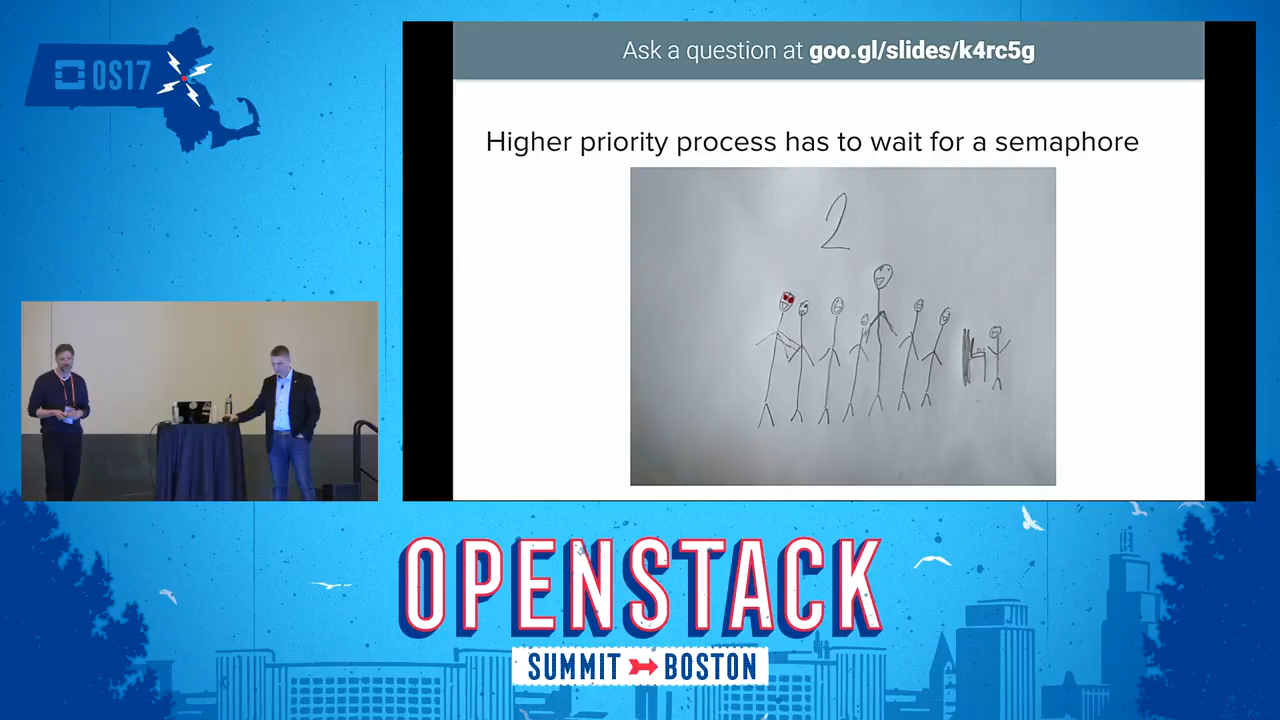 OS17
Ask a question at goo.gl/slides/k4rc5g
Higher priority process has to wait for a semaphore
2
OPENSTACK
SUMMIT BOSTON